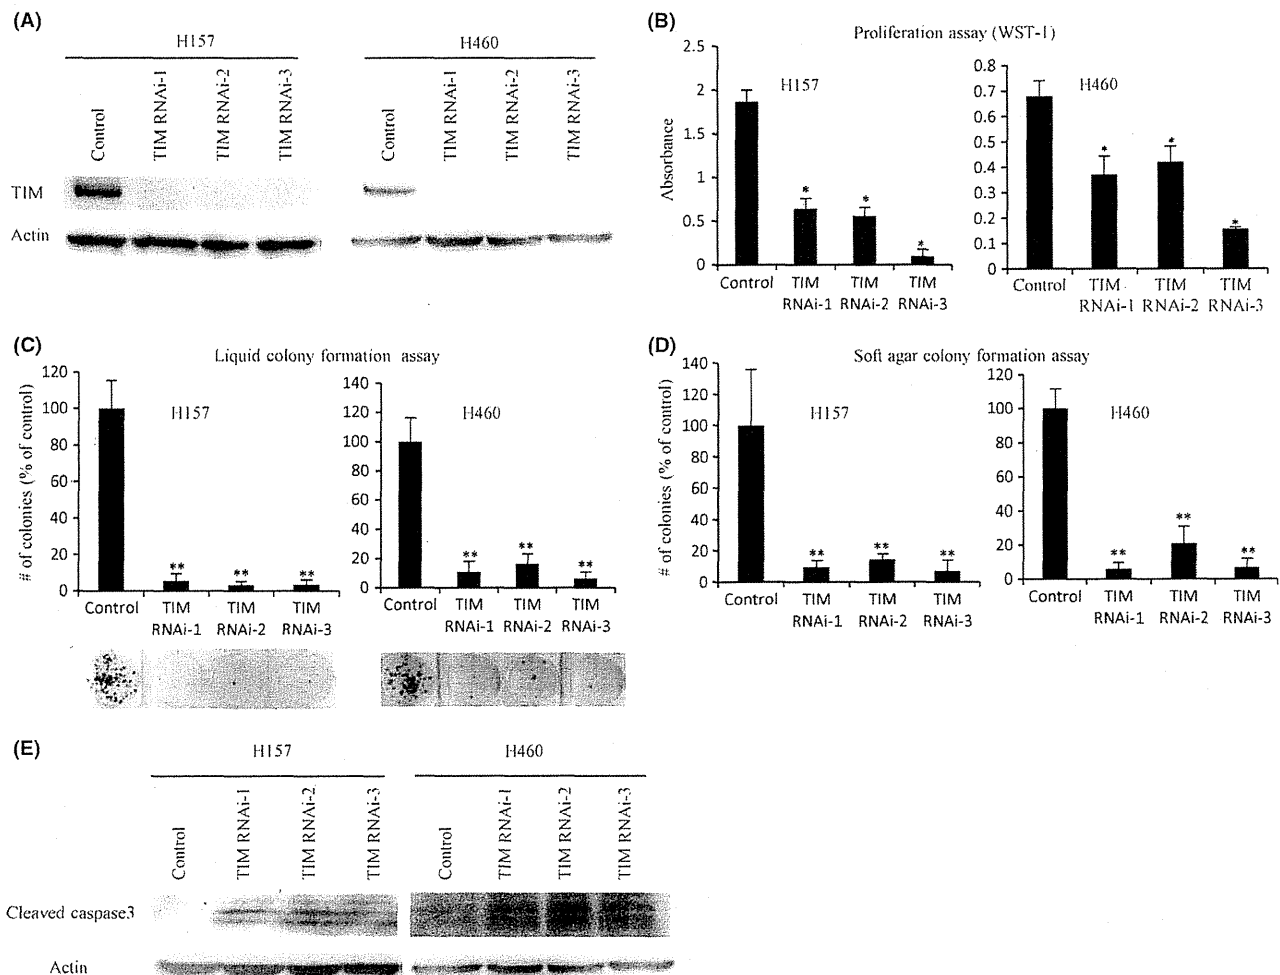 (A)
H157
H460
Control
TIM RNAi-1
TIM RNAi-2
TIM RNAi-3
Control
TIM RNAi-1
TIM RNAi-2
TIM RNAi-3
TIM
Actin
(B)
Proliferation assay (WST-1)
Absorbance
2.5
2
1.5
1
0.5
0
H157
*
*
*
Control
TIM RNAi-1
TIM RNAi-2
TIM RNAi-3
0.8
0.7
0.6
0.5
0.4
0.3
0.2
0.1
0
H460
*
*
*
Control
TIM RNAi-1
TIM RNAi-2
TIM RNAi-3
(C)
Liquid colony formation assay
# of colonies (% of control)
120
100
80
60
40
20
0
H157
**
**
**
Control
TIM RNAi-1
TIM RNAi-2
TIM RNAi-3
140
120
100
80
60
40
20
0
H460
**
**
**
Control
TIM RNAi-1
TIM RNAi-2
TIM RNAi-3
(D)
Soft agar colony formation assay
# of colonies (% of control)
140
120
100
80
60
40
20
0
H157
**
**
**
Control
TIM RNAi-1
TIM RNAi-2
TIM RNAi-3
120
100
80
60
40
20
0
H460
**
**
**
Control
TIM RNAi-1
TIM RNAi-2
TIM RNAi-3
(E)
H157
H460
Control
TIM RNAi-1
TIM RNAi-2
TIM RNAi-3
Control
TIM RNAi-1
TIM RNAi-2
TIM RNAi-3
Cleaved caspase3
Actin